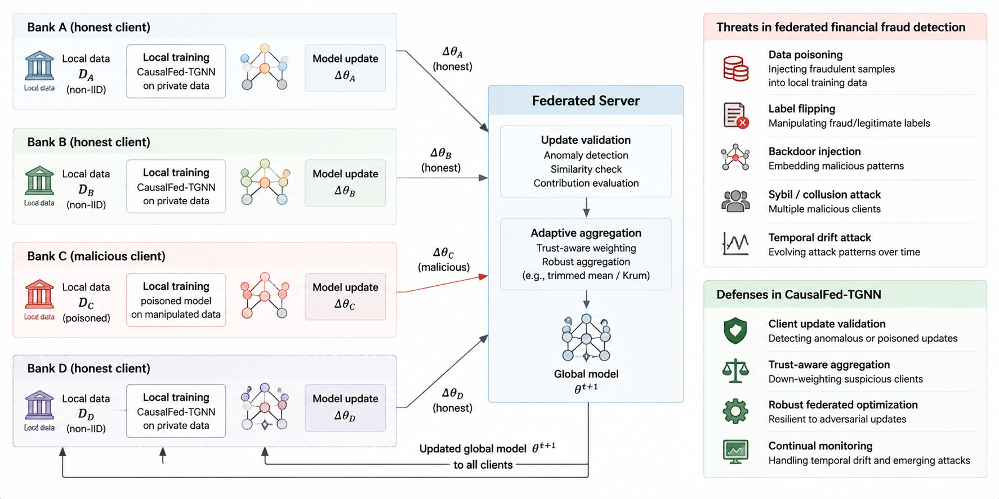 Bank A (honest client)
Local data
D_A
(non-IID)
Local data
Local training
CausalFed-TGNN
on private data
Model update
Δθ_A
Δθ_A
(honest)
Bank B (honest client)
Local data
D_B
(non-IID)
Local data
Local training
CausalFed-TGNN
on private data
Model update
Δθ_B
Δθ_B
(honest)
Bank C (malicious client)
Local data
D_C
(poisoned)
Local data
Local training
poisoned model
on manipulated data
Model update
Δθ_C
Δθ_C
(malicious)
Bank D (honest client)
Local data
D_D
(non-IID)
Local training
CausalFed-TGNN
on private data
Model update
Δθ_D
Δθ_D
(honest)
Federated Server
Update validation
Anomaly detection
Similarity check
Contribution evaluation
Adaptive aggregation
Trust-aware weighting
Robust aggregation
(e.g., trimmed mean / Krum)
Global model
θ^{t+1}
Updated global model θ^{t+1}
to all clients
Threats in federated financial fraud detection
Data poisoning
Injecting fraudulent samples
into local training data
Label flipping
Manipulating fraud/legitimate labels
Backdoor injection
Embedding malicious patterns
Sybil / collusion attack
Multiple malicious clients
Temporal drift attack
Evolving attack patterns over time
Defenses in CausalFed-TGNN
Client update validation
Detecting anomalous or poisoned updates
Trust-aware aggregation
Down-weighting suspicious clients
Robust federated optimization
Resilient to adversarial updates
Continual monitoring
Handling temporal drift and emerging attacks